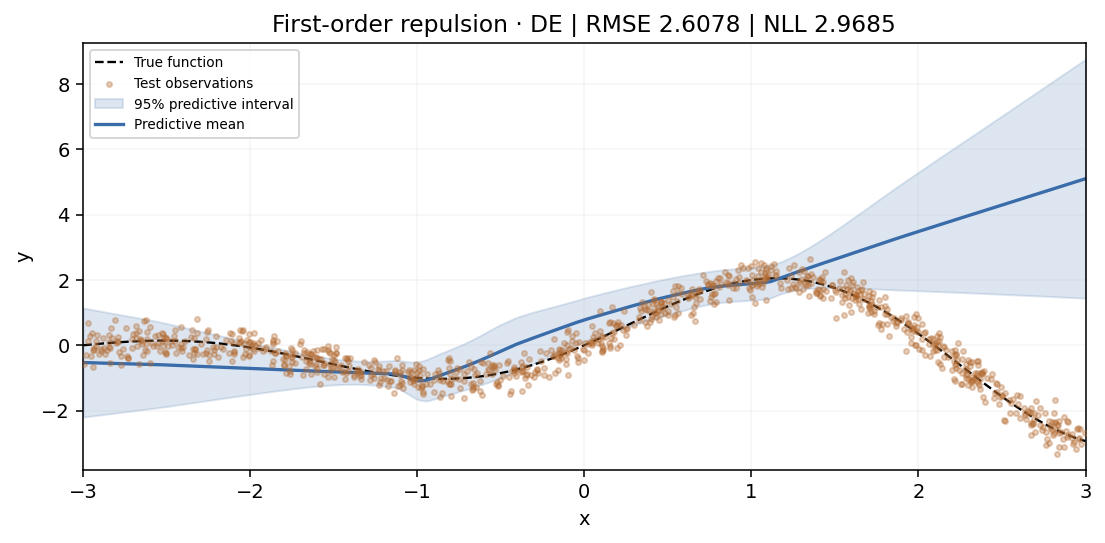 First-order repulsion · DE | RMSE 2.6078 | NLL 2.9685
True function
Test observations
95% predictive interval
Predictive mean
8
6
4
2
0
−2
y
−3
−2
−1
0
1
2
3
x